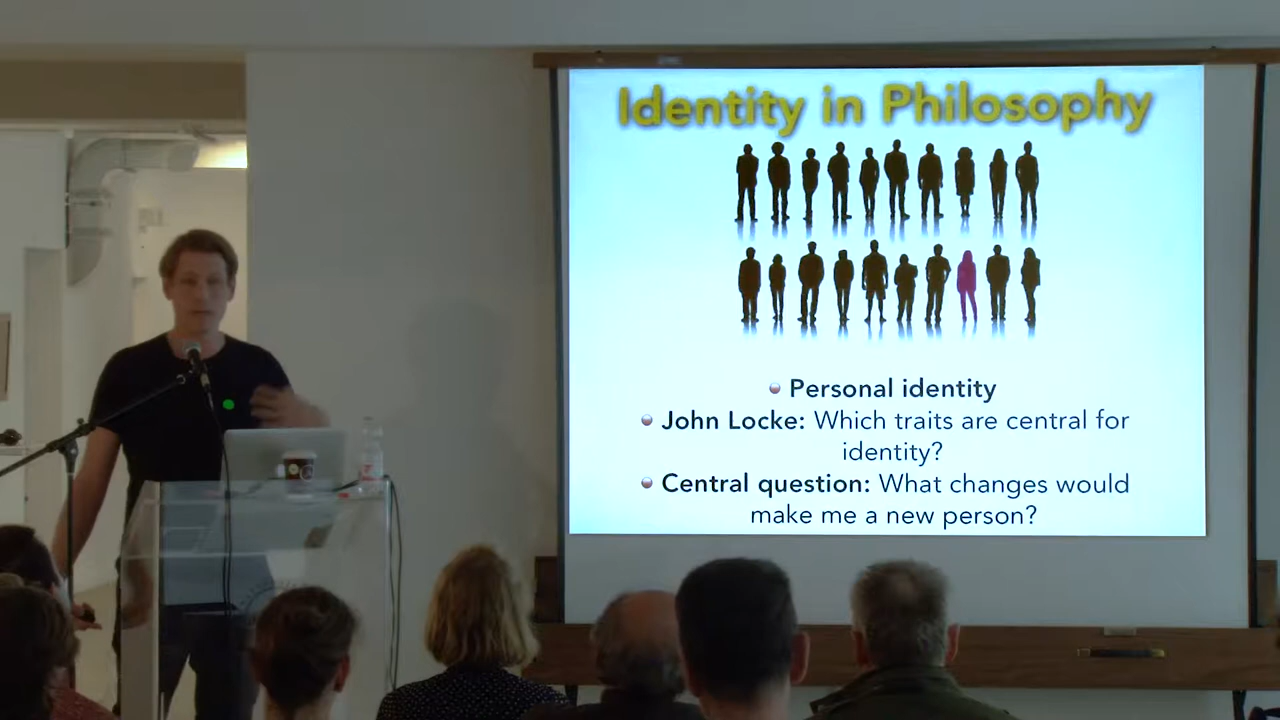 Identity in Philosophy
Personal identity
John Locke: Which traits are central for
identity?
Central question: What changes would
make me a new person?